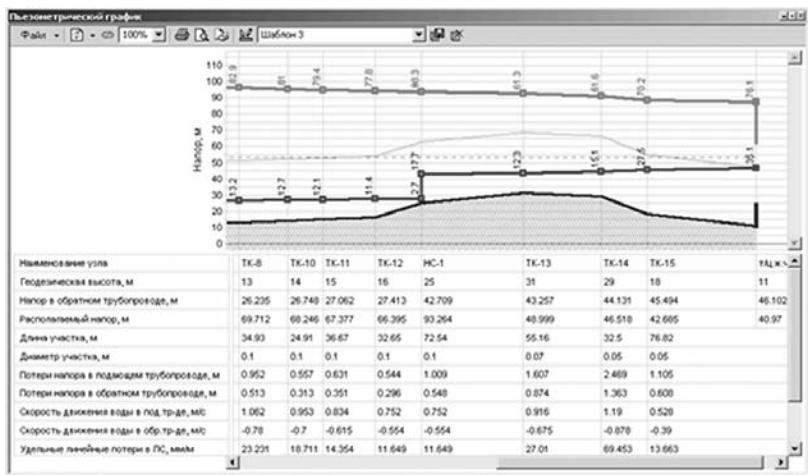 Пьезометрический график
Файл 100% Шаблон 3
Напор, м
110
100
90
80
70
60
50
40
30
20
10
0
82.9 81 79.4 77.8 80.3 61.3 61.6 70.2 76.1
13.2 12.7 12.1 11.4 2.7 17.7 12.3 15.1 27.5 35.1
Наименование узла ТК-8 ТК-10 ТК-11 ТК-12 НС-1 ТК-13 ТК-14 ТК-15
Геодезическая высота, м 13 14 15 16 25 31 29 18 11
Напор в обратном трубопроводе, м 26.235 26.748 27.062 27.413 42.709 43.257 44.131 45.494 46.102
Располагаемый напор, м 69.712 68.246 67.377 66.395 93.264 48.999 46.518 42.685 40.97
Длина участка, м 34.93 24.91 36.67 32.65 72.54 55.16 32.5 76.82
Диаметр участка, м 0.1 0.1 0.1 0.1 0.1 0.07 0.05 0.05
Потери напора в подающем трубопроводе, м 0.952 0.557 0.631 0.544 1.009 1.607 2.469 1.105
Потери напора в обратном трубопроводе, м 0.513 0.313 0.351 0.296 0.548 0.874 1.363 0.608
Скорость движения воды в под.тр-де, м/с 1.062 0.953 0.834 0.752 0.752 0.916 1.19 0.528
Скорость движения воды в обр.тр-де, м/с -0.78 -0.7 -0.615 -0.554 -0.554 -0.675 -0.878 -0.39
Удельные линейные потери в ПС, мм/м 23.231 18.711 14.354 11.649 11.649 27.01 69.453 13.663